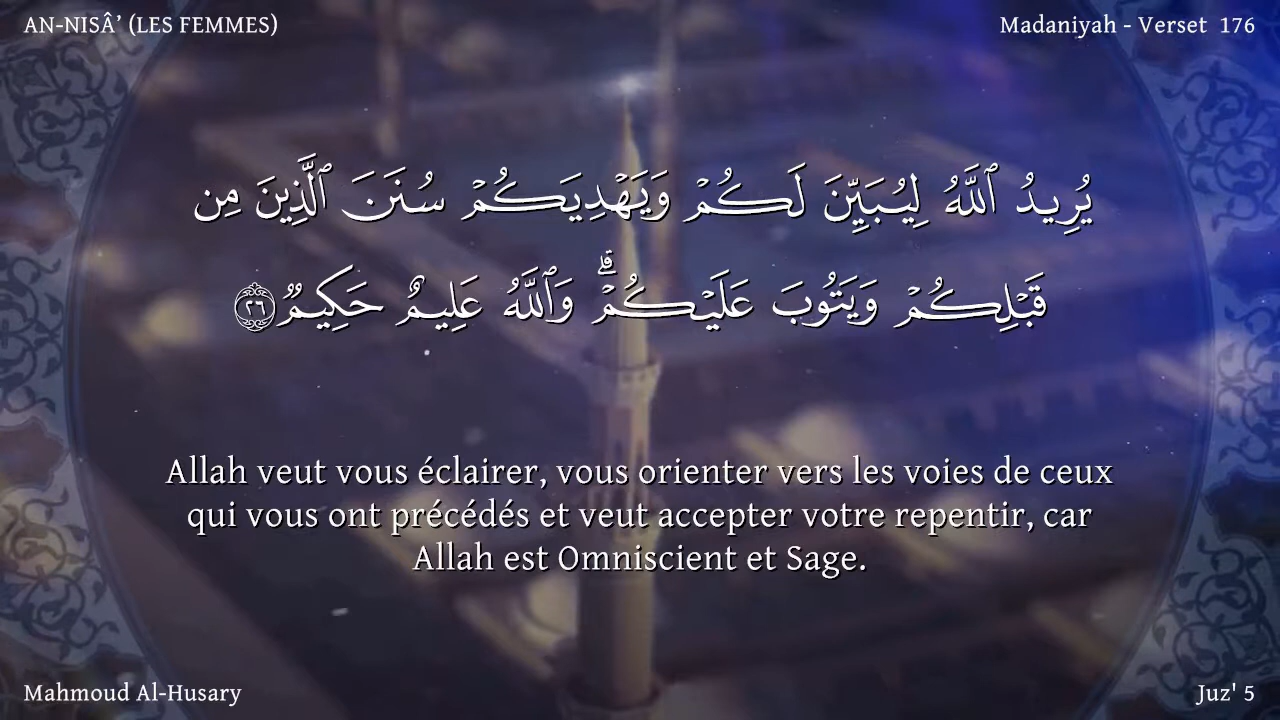 AN-NISÂ’ (LES FEMMES)
Madaniyah - Verset 176
يُرِيدُ ٱللَّهُ لِيُبَيِّنَ لَكُمْ وَيَهْدِيَكُمْ سُنَنَ ٱلَّذِينَ مِن
قَبْلِكُمْ وَيَتُوبَ عَلَيْكُمْ ۗ وَٱللَّهُ عَلِيمٌ حَكِيمٌ ٢٦
Allah veut vous éclairer, vous orienter vers les voies de ceux
qui vous ont précédés et veut accepter votre repentir, car
Allah est Omniscient et Sage.
Mahmoud Al-Husary
Juz' 5